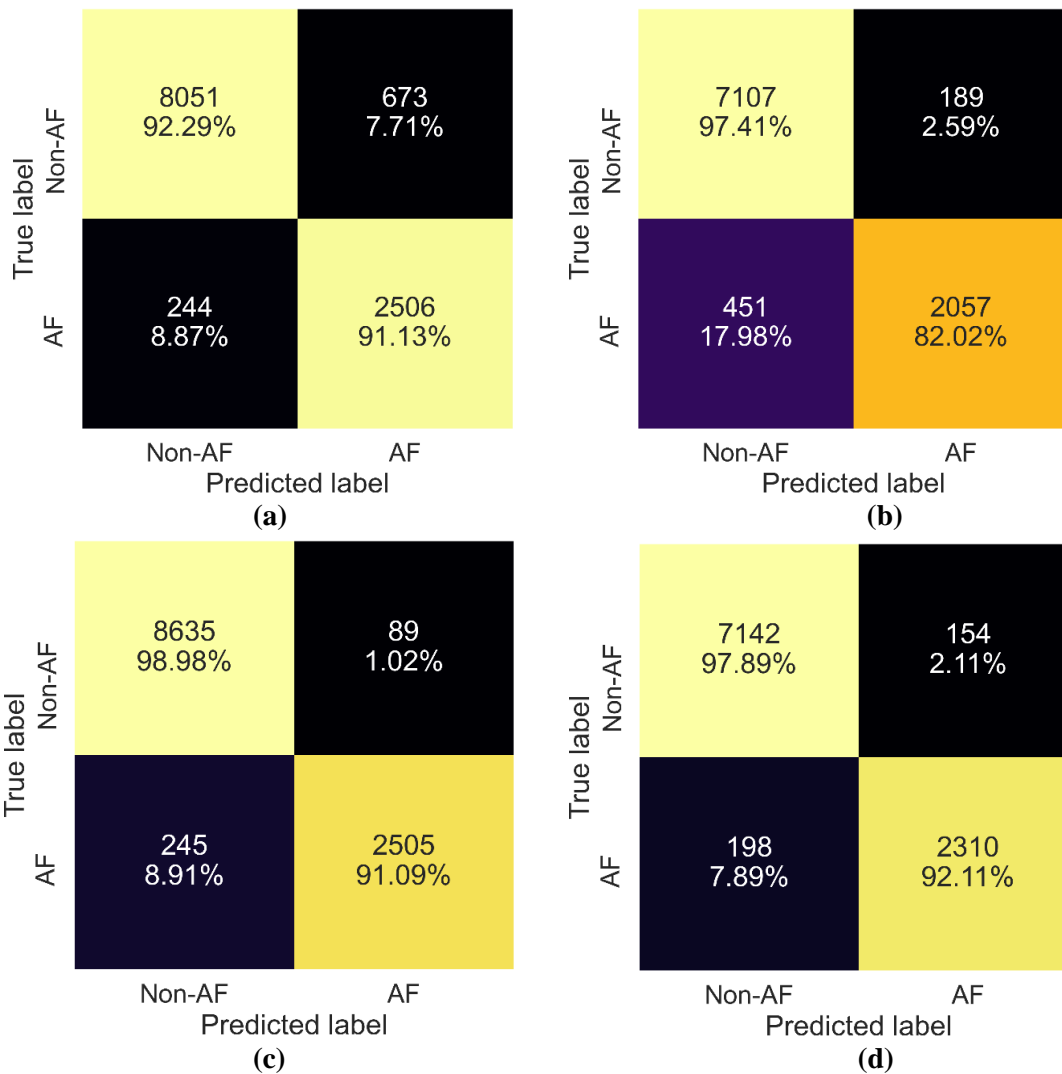 True label
Non-AF
8051
92.29%
673
7.71%
AF
244
8.87%
2506
91.13%
Non-AF
AF
Predicted label
(a)
True label
Non-AF
7107
97.41%
189
2.59%
AF
451
17.98%
2057
82.02%
Non-AF
AF
Predicted label
(b)
True label
Non-AF
8635
98.98%
89
1.02%
AF
245
8.91%
2505
91.09%
Non-AF
AF
Predicted label
(c)
True label
Non-AF
7142
97.89%
154
2.11%
AF
198
7.89%
2310
92.11%
Non-AF
AF
Predicted label
(d)